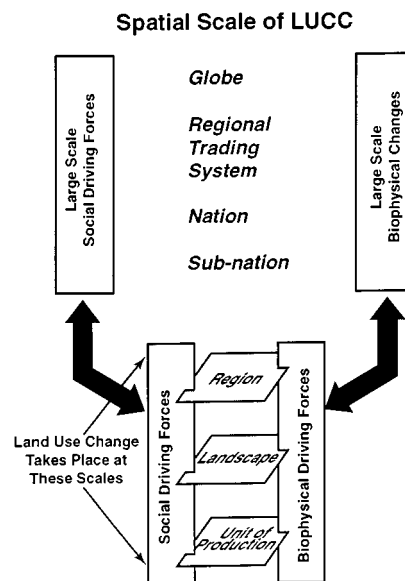 Spatial Scale of LUCC
Large Scale
Social Driving Forces
Globe
Regional
Trading
System
Nation
Sub-nation
Large Scale
Biophysical Changes
Land Use Change
Takes Place at
These Scales
Social Driving Forces
Region
Landscape
Unit of
Production
Biophysical Driving Forces